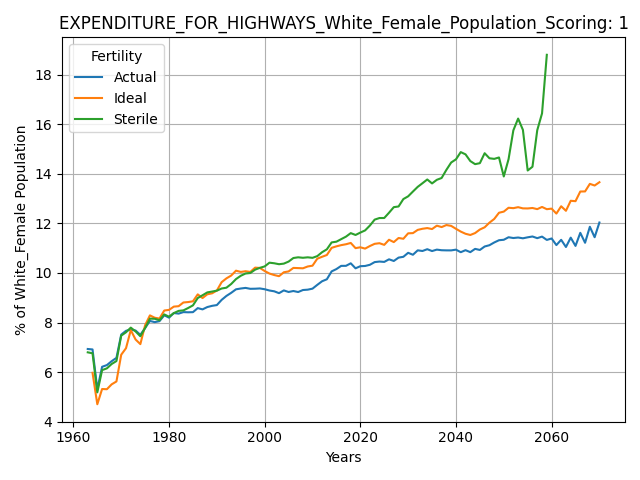 EXPENDITURE_FOR_HIGHWAYS_White_Female_Population_Scoring: 1
Fertility
Actual
Ideal
Sterile
% of White_Female Population
18
16
14
12
10
8
6
4
1960
1980
2000
2020
2040
2060
Years